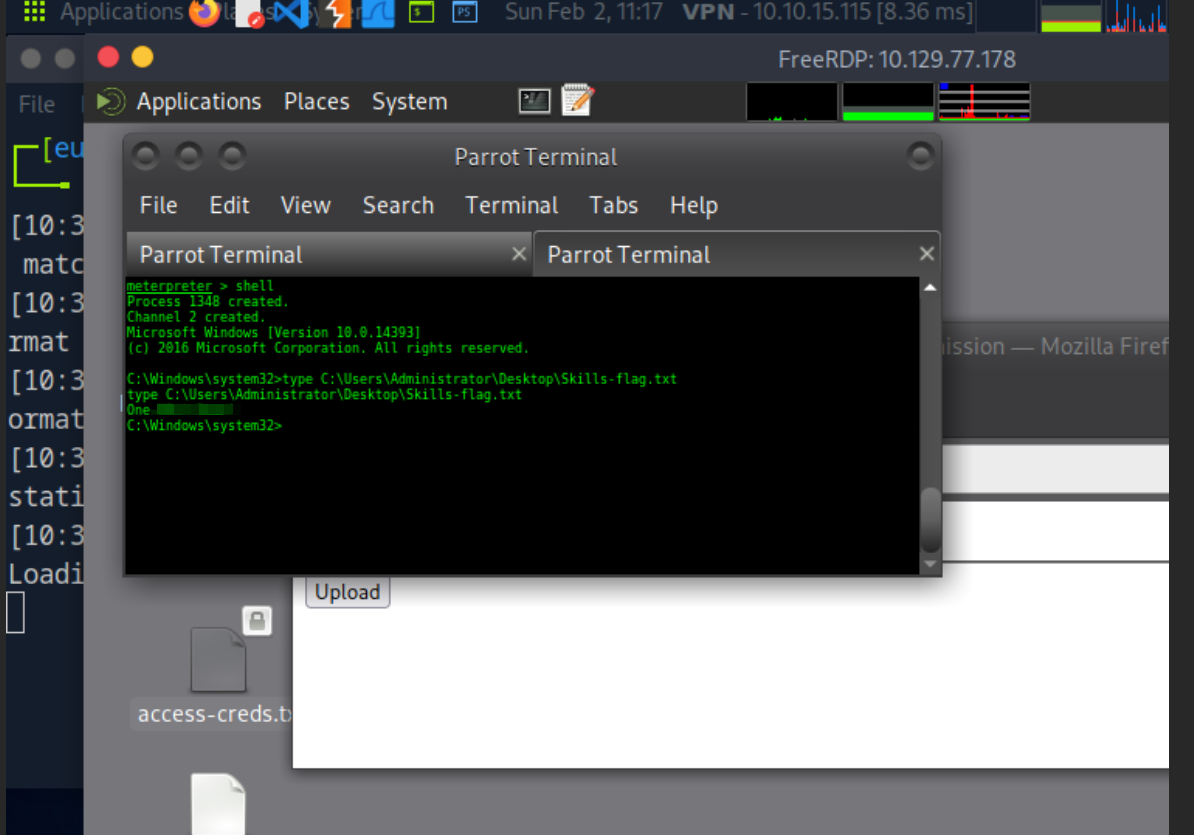 Applications
Sun Feb 2, 11:17 VPN - 10.10.15.115 [8.36 ms]
FreeRDP: 10.129.77.178
File
Applications Places System
[eu
Parrot Terminal
File Edit View Search Terminal Tabs Help
[10:3
Parrot Terminal × Parrot Terminal ×
matc
meterpreter > shell
Process 1348 created.
Channel 2 created.
Microsoft Windows [Version 10.0.14393]
(c) 2016 Microsoft Corporation. All rights reserved.
C:\Windows\system32>type C:\Users\Administrator\Desktop\Skills-flag.txt
type C:\Users\Administrator\Desktop\Skills-flag.txt
One
C:\Windows\system32>
[10:3
rmat
ission — Mozilla Firef
[10:3
ormat
[10:3
stati
[10:3
Loadi
Upload
access-creds.tx